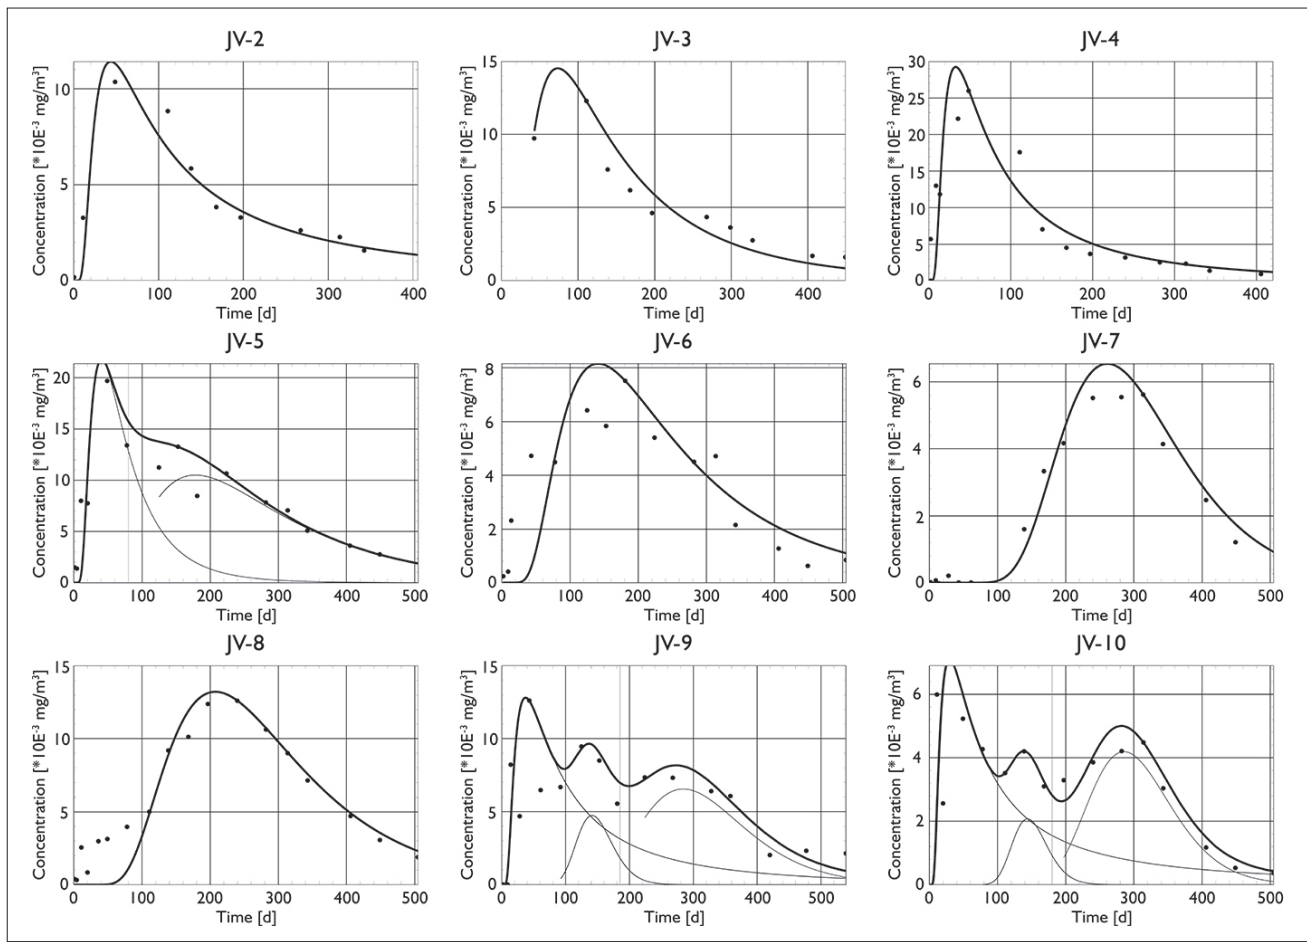 JV-2
JV-3
JV-4
Concentration [*10E⁻³ mg/m³]
10
5
0
0 100 200 300 400
Time [d]
Concentration [*10E⁻³ mg/m³]
15
10
5
0
0 100 200 300 400
Time [d]
Concentration [*10E⁻³ mg/m³]
30
25
20
15
10
5
0
0 100 200 300 400
Time [d]
JV-5
JV-6
JV-7
Concentration [*10E⁻³ mg/m³]
20
15
10
5
0
0 100 200 300 400 500
Time [d]
Concentration [*10E⁻³ mg/m³]
8
6
4
2
0
0 100 200 300 400 500
Time [d]
Concentration [*10E⁻³ mg/m³]
6
4
2
0
0 100 200 300 400 500
Time [d]
JV-8
JV-9
JV-10
Concentration [*10E⁻³ mg/m³]
15
10
5
0
0 100 200 300 400 500
Time [d]
Concentration [*10E⁻³ mg/m³]
15
10
5
0
0 100 200 300 400 500
Time [d]
Concentration [*10E⁻³ mg/m³]
6
4
2
0
0 100 200 300 400 500
Time [d]